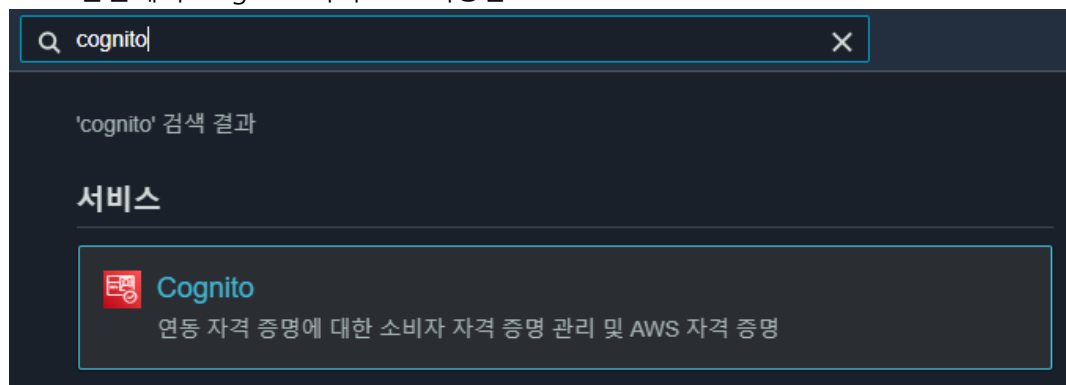 cognito
'cognito' 검색 결과
서비스
Cognito
연동 자격 증명에 대한 소비자 자격 증명 관리 및 AWS 자격 증명